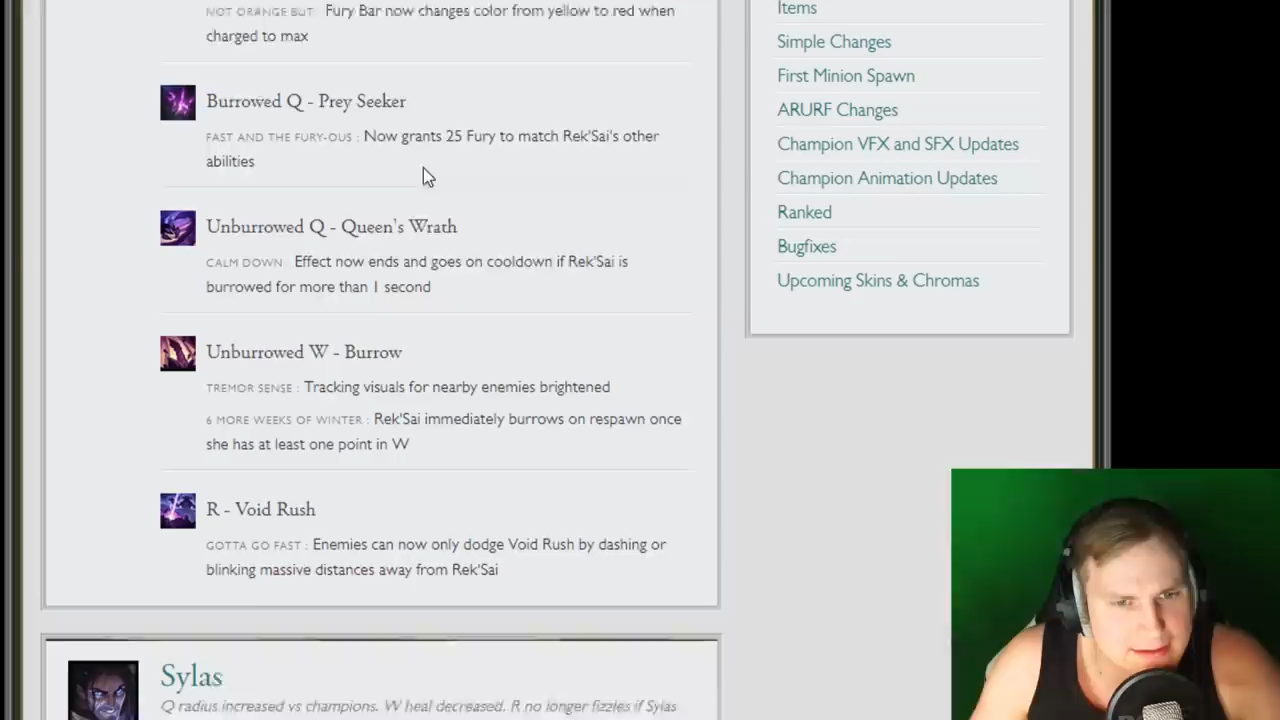 NOT ORANGE BUT: Fury Bar now changes color from yellow to red when
charged to max
Burrowed Q - Prey Seeker
FAST AND THE FURY-OUS : Now grants 25 Fury to match Rek'Sai's other
abilities
Unburrowed Q - Queen's Wrath
CALM DOWN : Effect now ends and goes on cooldown if Rek'Sai is
burrowed for more than 1 second
Unburrowed W - Burrow
TREMOR SENSE : Tracking visuals for nearby enemies brightened
6 MORE WEEKS OF WINTER : Rek'Sai immediately burrows on respawn once
she has at least one point in W
R - Void Rush
GOTTA GO FAST : Enemies can now only dodge Void Rush by dashing or
blinking massive distances away from Rek'Sai
Sylas
Q radius increased vs champions. W heal decreased. R no longer fizzles if Sylas
Items
Simple Changes
First Minion Spawn
ARURF Changes
Champion VFX and SFX Updates
Champion Animation Updates
Ranked
Bugfixes
Upcoming Skins & Chromas